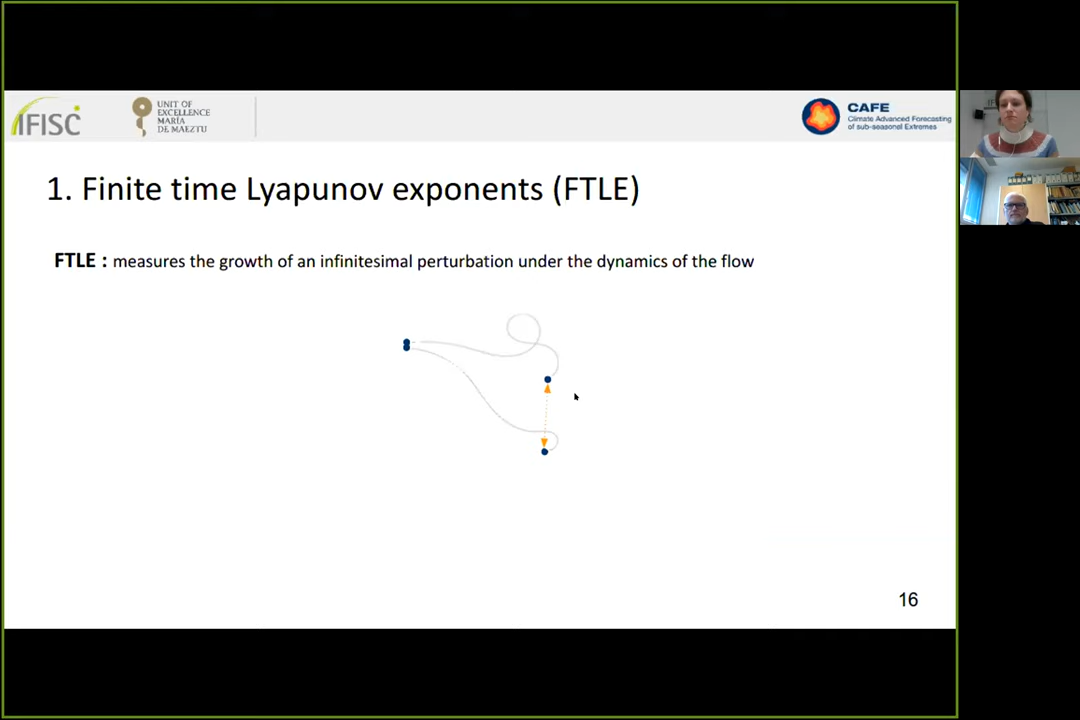 IFISC
UNIT OF
EXCELLENCE
MARÍA
DE MAEZTU
CAFE
Climate Advanced Forecasting
of sub-seasonal Extremes
1. Finite time Lyapunov exponents (FTLE)
FTLE : measures the growth of an infinitesimal perturbation under the dynamics of the flow
16